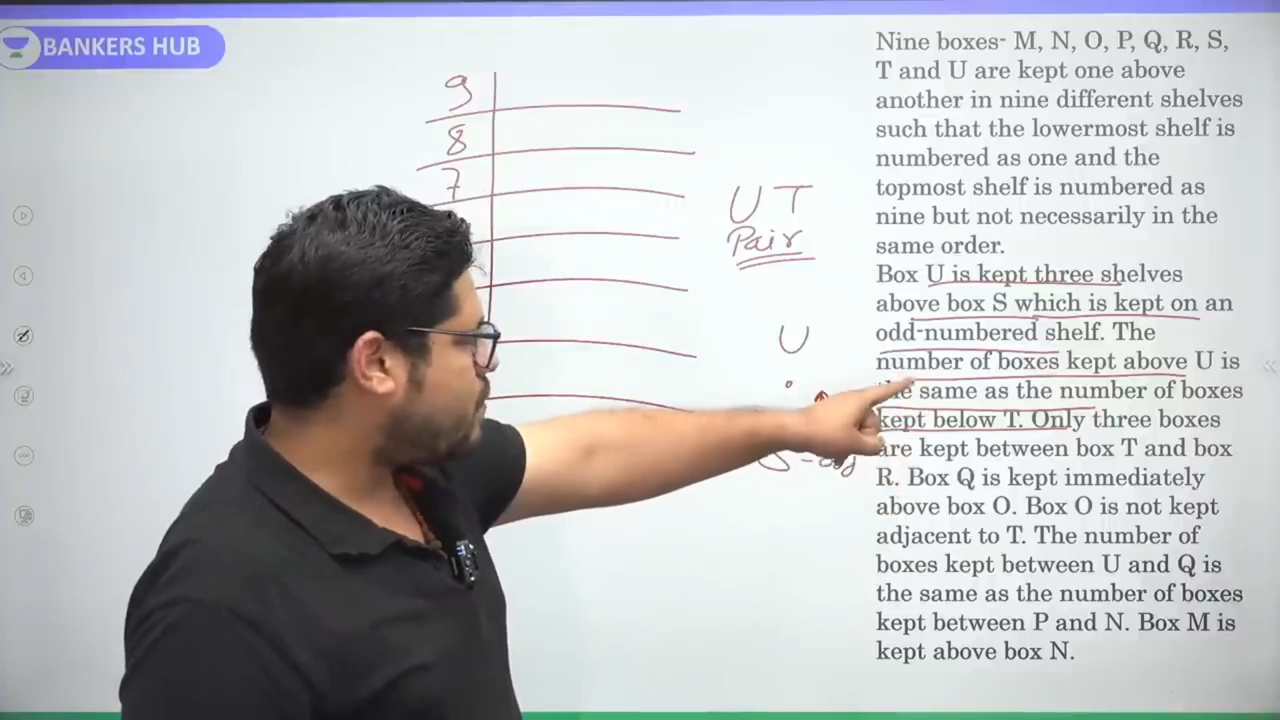 BANKERS HUB
Nine boxes- M, N, O, P, Q, R, S,
T and U are kept one above
another in nine different shelves
such that the lowermost shelf is
numbered as one and the
topmost shelf is numbered as
nine but not necessarily in the
same order.
Box U is kept three shelves
above box S which is kept on an
odd-numbered shelf. The
number of boxes kept above U is
the same as the number of boxes
kept below T. Only three boxes
are kept between box T and box
R. Box Q is kept immediately
above box O. Box O is not kept
adjacent to T. The number of
boxes kept between U and Q is
the same as the number of boxes
kept between P and N. Box M is
kept above box N.
9
8
7
U T
Pair
U